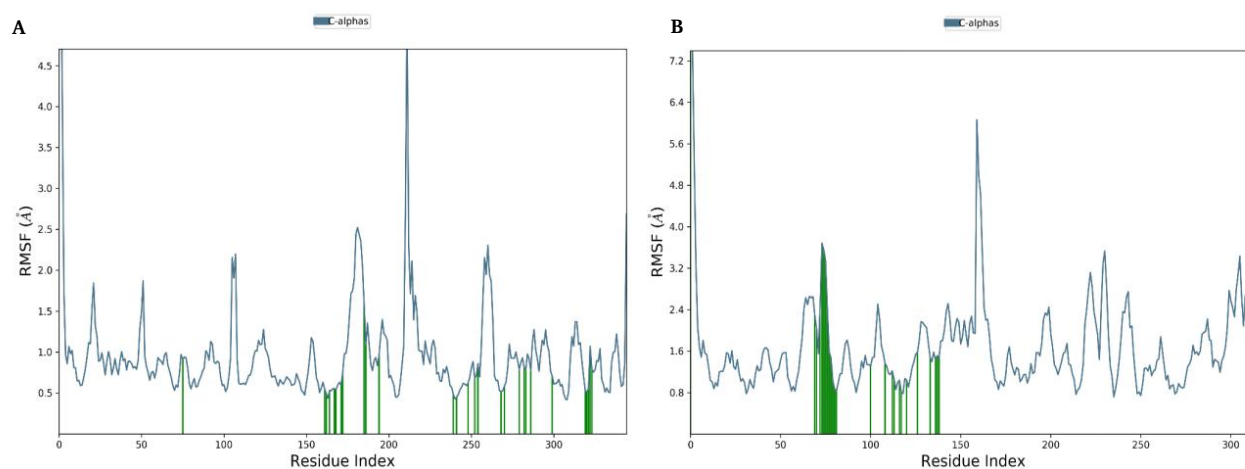 A
C-alphas
RMSF (Å)
4.5
4.0
3.5
3.0
2.5
2.0
1.5
1.0
0.5
0 50 100 150 200 250 300
Residue Index
B
C-alphas
RMSF (Å)
7.2
6.4
5.6
4.8
4.0
3.2
2.4
1.6
0.8
0 50 100 150 200 250 300
Residue Index